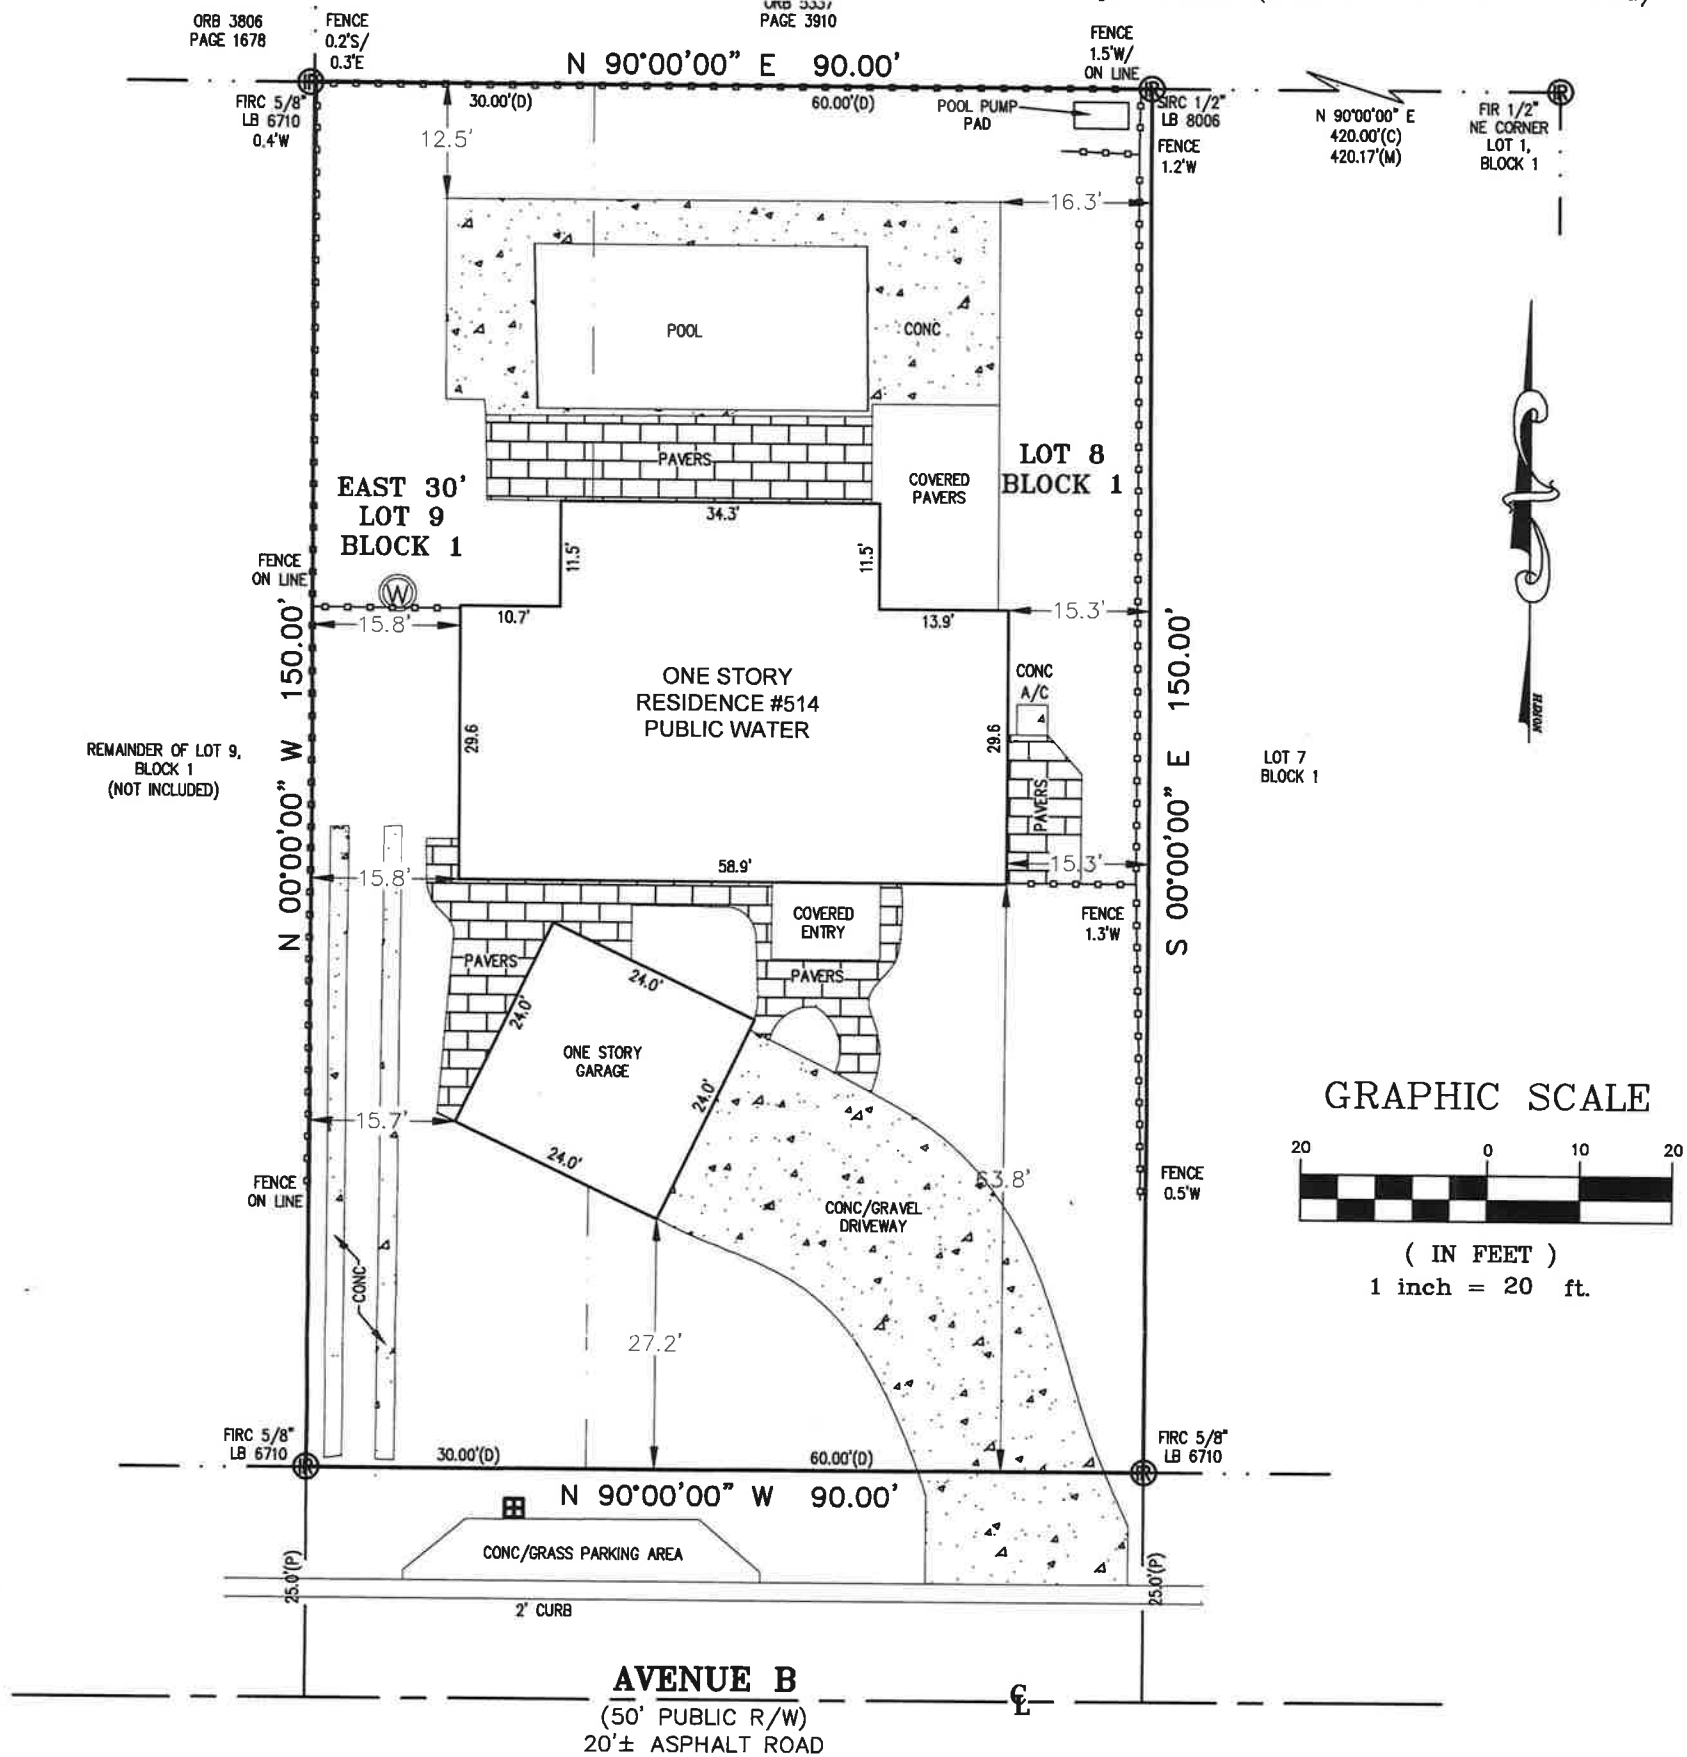 ORB 5337
PAGE 3910
ORB 3806
PAGE 1678
FENCE
0.2'S/
0.3'E
N 90°00'00" E 90.00'
FENCE
1.5'W/
ON LINE
FIRC 5/8"
LB 6710
0.4'W
30.00'(D)
60.00'(D)
POOL PUMP
PAD
SIRC 1/2"
LB 8006
N 90°00'00" E
420.00'(C)
420.17'(M)
FIR 1/2"
NE CORNER
LOT 1,
BLOCK 1
IR
IR
IR
12.5'
FENCE
1.2'W
16.3'
POOL
CONC
PAVERS
COVERED
PAVERS
LOT 8
BLOCK 1
EAST 30'
LOT 9
BLOCK 1
34.3'
11.5'
11.5'
FENCE
ON LINE
W
10.7'
13.9'
15.8'
15.3'
N 00°00'00" W 150.00'
S 00°00'00" E 150.00'
ONE STORY
RESIDENCE #514
PUBLIC WATER
CONC
A/C
29.6
29.6
PAVERS
REMAINDER OF LOT 9,
BLOCK 1
(NOT INCLUDED)
LOT 7
BLOCK 1
NORTH
58.9'
15.8'
15.3'
COVERED
ENTRY
FENCE
1.3'W
PAVERS
PAVERS
24.0'
24.0'
24.0'
24.0'
ONE STORY
GARAGE
15.7'
63.8'
FENCE
ON LINE
FENCE
0.5'W
CONC/GRAVEL
DRIVEWAY
CONC
27.2'
GRAPHIC SCALE
20 0 10 20
( IN FEET )
1 inch = 20 ft.
FIRC 5/8"
LB 6710
FIRC 5/8"
LB 6710
30.00'(D)
60.00'(D)
IR
IR
N 90°00'00" W 90.00'
CONC/GRASS PARKING AREA
25.0'(P)
25.0'(P)
2' CURB
AVENUE B
(50' PUBLIC R/W)
20'± ASPHALT ROAD